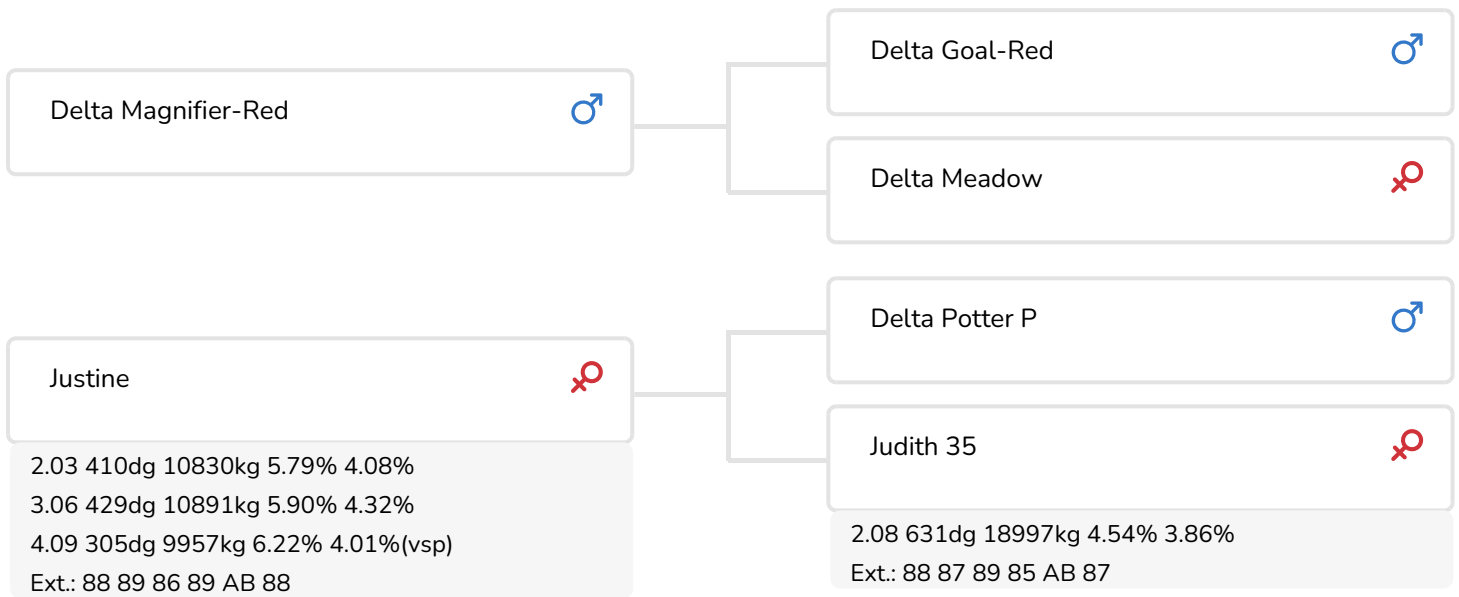 Delta Magnifier-Red
Delta Goal-Red
Delta Meadow
Justine
2.03 410dg 10830kg 5.79% 4.08%
3.06 429dg 10891kg 5.90% 4.32%
4.09 305dg 9957kg 6.22% 4.01%(vsp)
Ext.: 88 89 86 89 AB 88
Delta Potter P
Judith 35
2.08 631dg 18997kg 4.54% 3.86%
Ext.: 88 87 89 85 AB 87